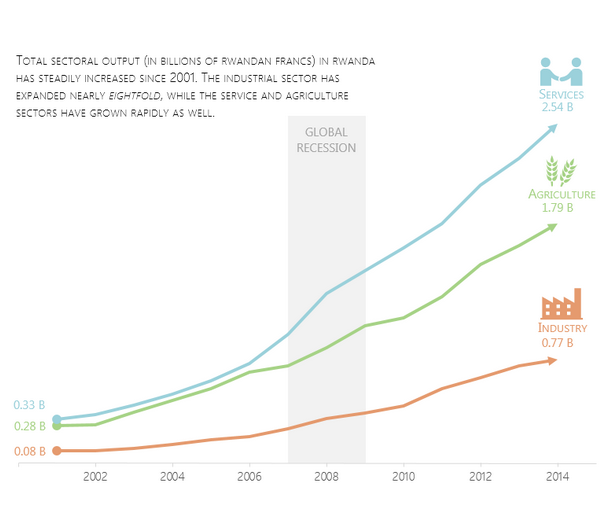 Total sectoral output (in billions of rwandan francs) in rwanda
has steadily increased since 2001. The industrial sector has
expanded nearly eightfold, while the service and agriculture
sectors have grown rapidly as well.
GLOBAL
RECESSION
Services
2.54 B
Agriculture
1.79 B
Industry
0.77 B
0.33 B
0.28 B
0.08 B
2002 2004 2006 2008 2010 2012 2014